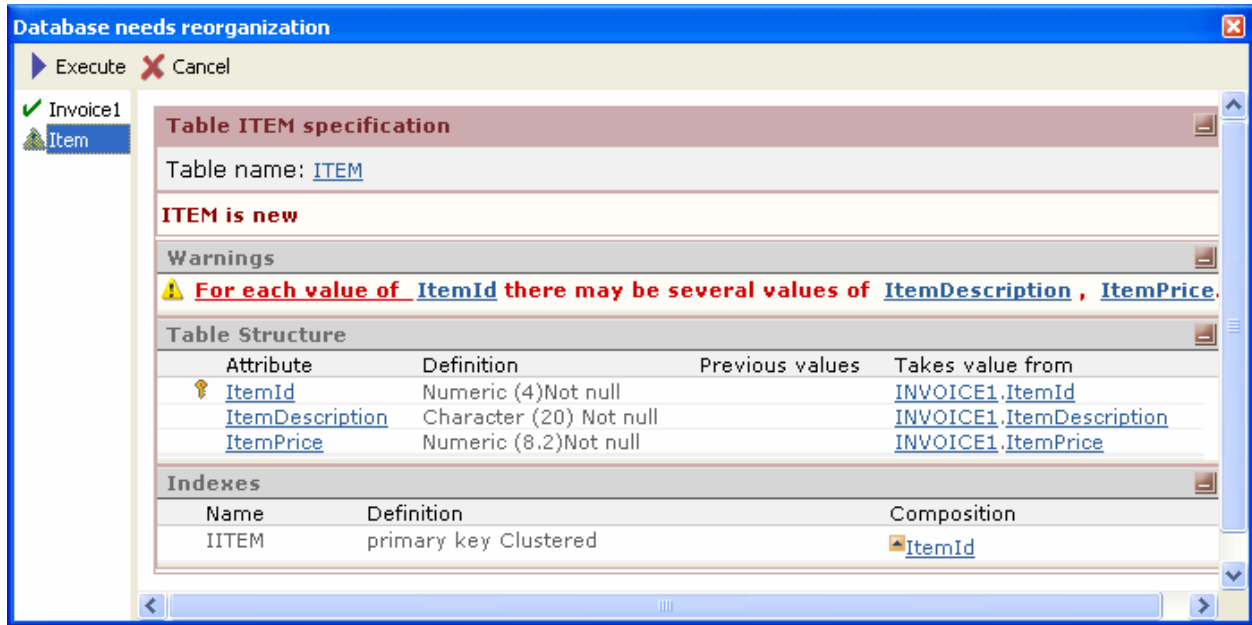 Database needs reorganization
Execute Cancel
Invoice1
Item
Table ITEM specification
Table name: ITEM
ITEM is new
Warnings
For each value of ItemId there may be several values of ItemDescription , ItemPrice.
Table Structure
Attribute Definition Previous values Takes value from
ItemId Numeric (4)Not null INVOICE1.ItemId
ItemDescription Character (20) Not null INVOICE1.ItemDescription
ItemPrice Numeric (8.2)Not null INVOICE1.ItemPrice
Indexes
Name Definition Composition
IITEM primary key Clustered ItemId